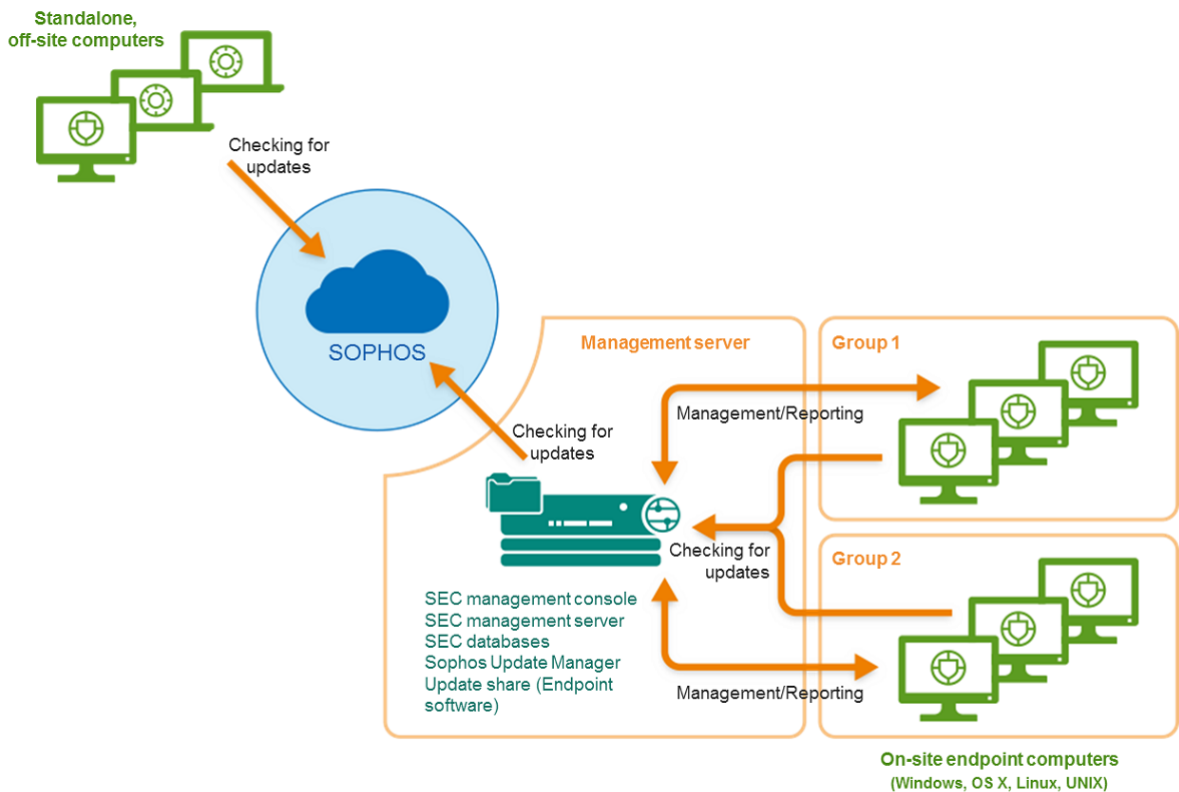 Standalone,
off-site computers
Checking for
updates
SOPHOS
Management server
Group 1
Management/Reporting
Checking for
updates
Checking for
updates
Group 2
SEC management console
SEC management server
SEC databases
Sophos Update Manager
Update share (Endpoint
software)
Management/Reporting
On-site endpoint computers
(Windows, OS X, Linux, UNIX)